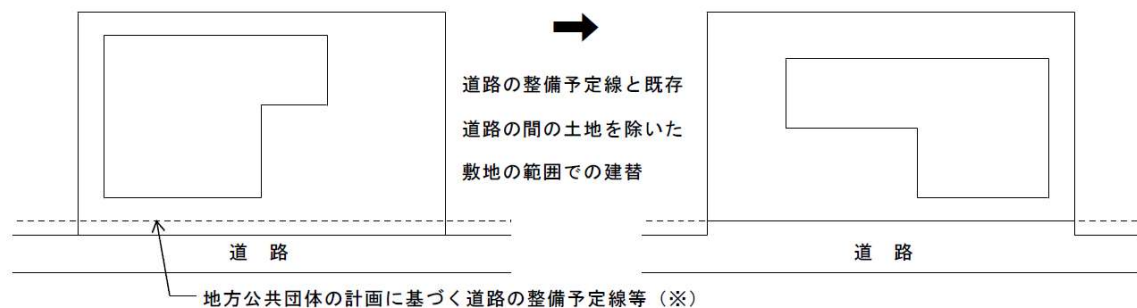 道路の整備予定線と既存
道路の間の土地を除いた
敷地の範囲での建替
道 路
道 路
地方公共団体の計画に基づく道路の整備予定線等（※）